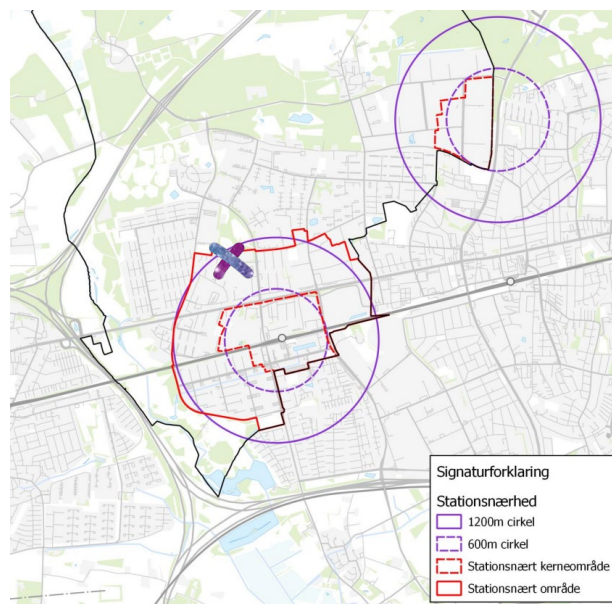 Signaturforklaring
Stationsnærhed
1200m cirkel
600m cirkel
Stationsnært kerneområde
Stationsnært område